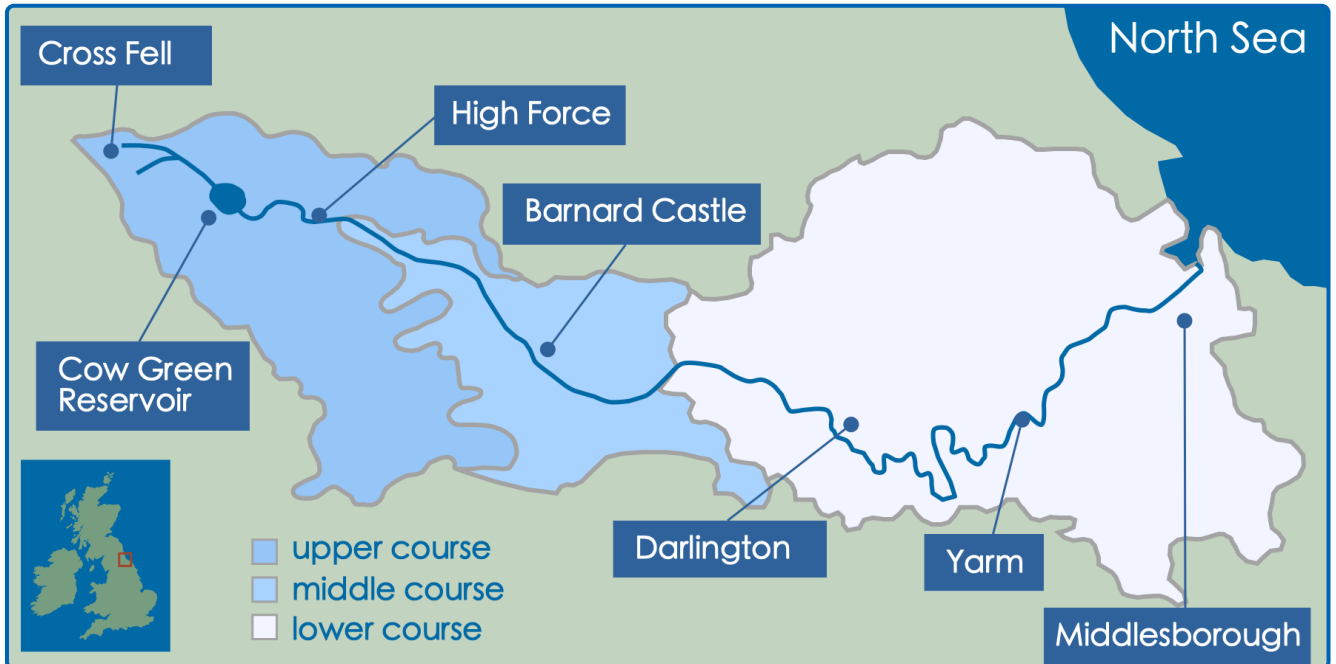 North Sea
Cross Fell
High Force
Barnard Castle
Cow Green
Reservoir
Darlington
Yarm
Middlesborough
upper course
middle course
lower course